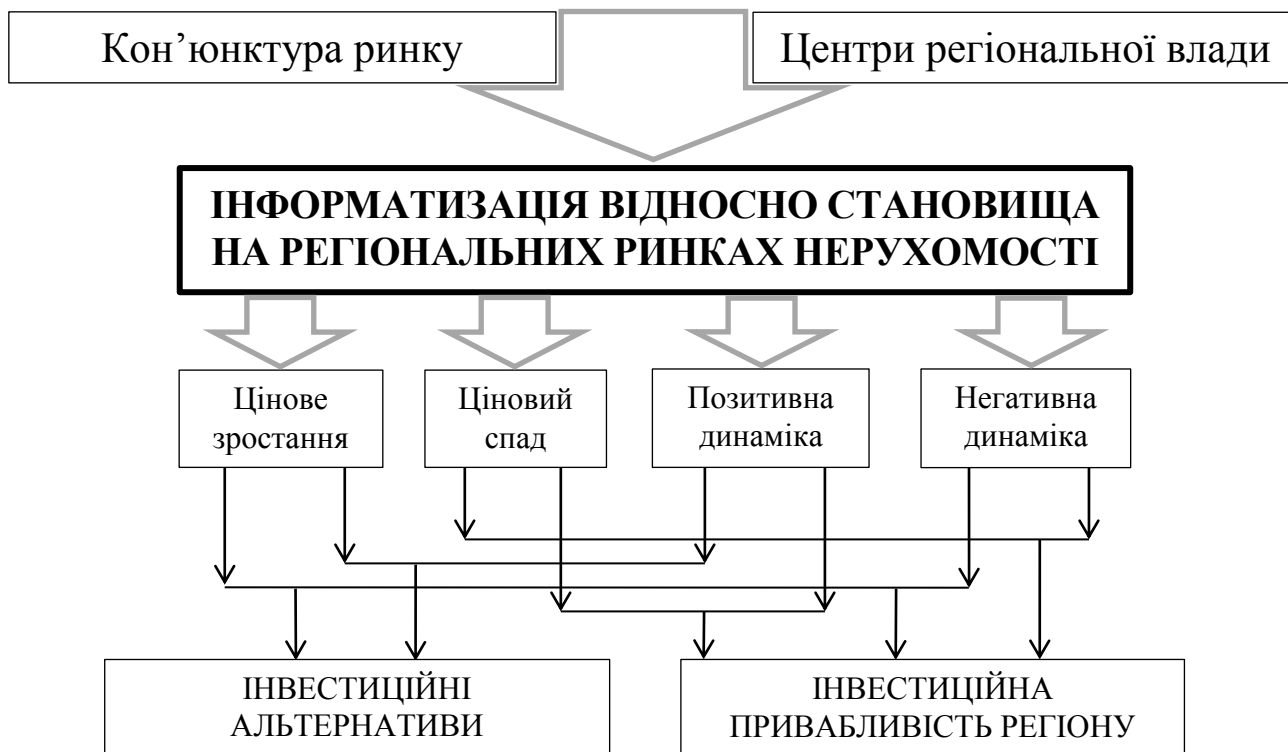 Кон’юнктура ринку
Центри регіональної влади
ІНФОРМАТИЗАЦІЯ ВІДНОСНО СТАНОВИЩА
НА РЕГІОНАЛЬНИХ РИНКАХ НЕРУХОМОСТІ
Цінове
зростання
Ціновий
спад
Позитивна
динаміка
Негативна
динаміка
ІНВЕСТИЦІЙНІ
АЛЬТЕРНАТИВИ
ІНВЕСТИЦІЙНА
ПРИВАБЛИВІСТЬ РЕГІОНУ